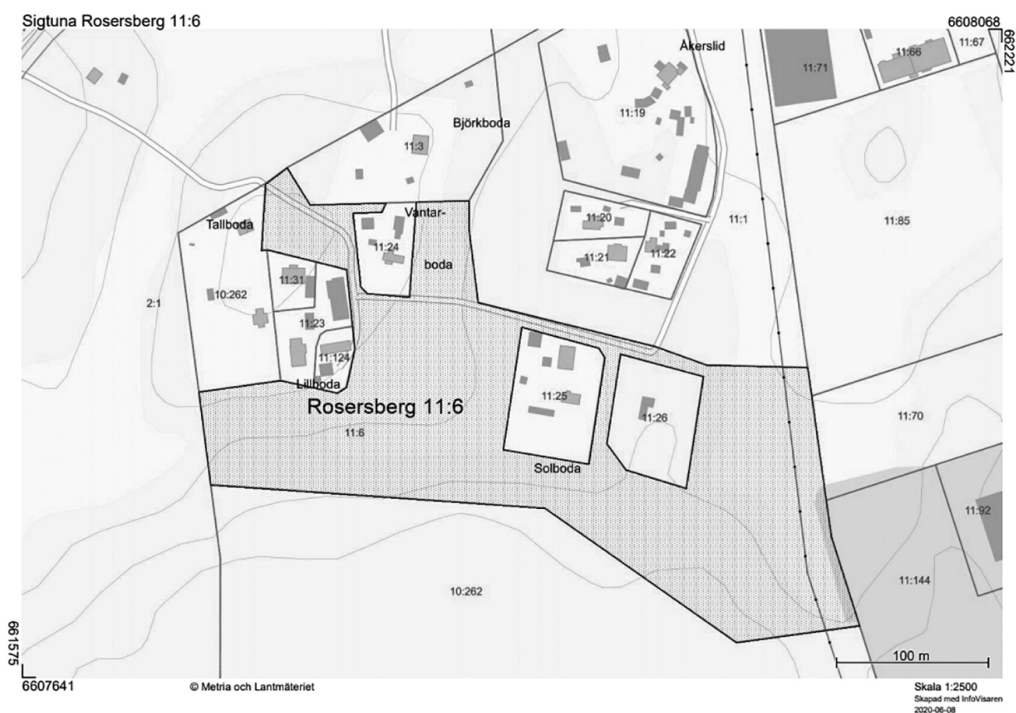 Sigtuna Rosersberg 11:6
6608068
662221
Åkerslid
11:66
11:67
11:71
11:19
Björkboda
11:3
11:85
Tallboda
Vantar-
11:20
11:1
11:24
11:21
11:22
boda
11:31
10:262
2:1
11:23
11:124
Lillboda
11:25
Rosersberg 11:6
11:26
11:70
11:6
Solboda
11:92
11:144
10:262
661575
100 m
6607641
© Metria och Lantmäteriet
Skala 1:2500
Skapad med InfoVisaren
2020-06-08